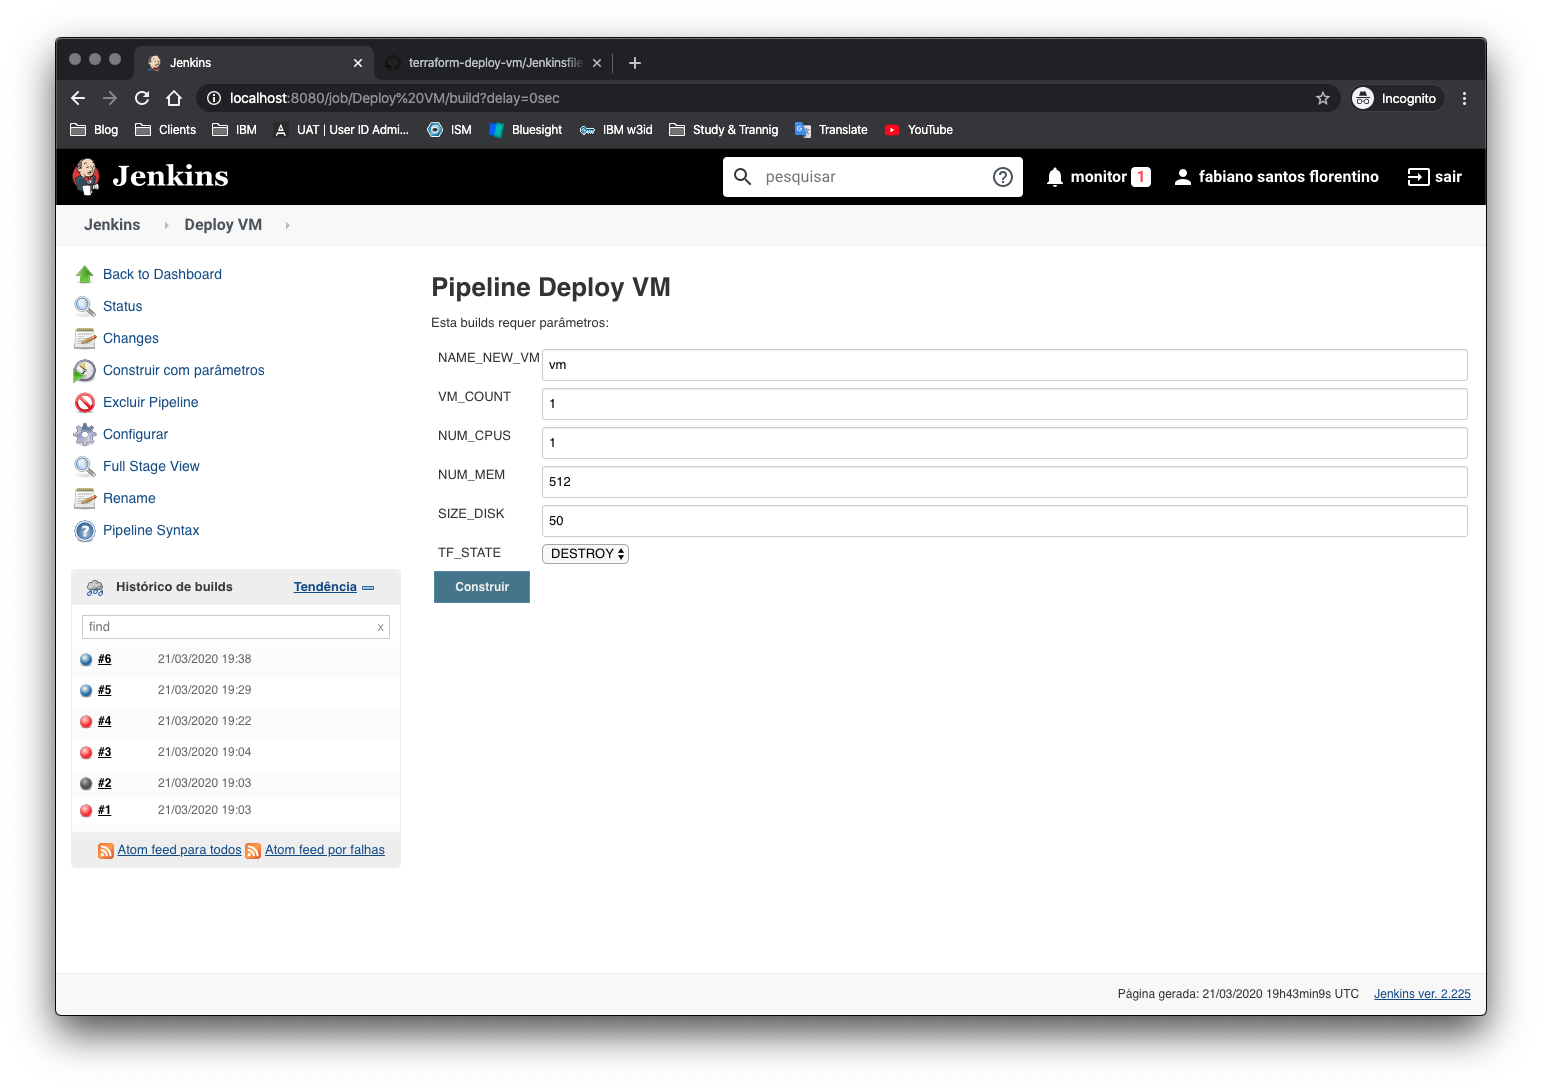 Jenkins
terraform-deploy-vm/Jenkinsfile
localhost:8080/job/Deploy%20VM/build?delay=0sec
Incognito
Blog
Clients
IBM
UAT | User ID Admi...
ISM
Bluesight
IBM w3id
Study & Trannig
Translate
YouTube
Jenkins
pesquisar
monitor 1
fabiano santos florentino
sair
Jenkins
Deploy VM
Back to Dashboard
Status
Changes
Construir com parâmetros
Excluir Pipeline
Configurar
Full Stage View
Rename
Pipeline Syntax
Histórico de builds
Tendência
find
x
#6 21/03/2020 19:38
#5 21/03/2020 19:29
#4 21/03/2020 19:22
#3 21/03/2020 19:04
#2 21/03/2020 19:03
#1 21/03/2020 19:03
Atom feed para todos
Atom feed por falhas
Pipeline Deploy VM
Esta builds requer parâmetros:
NAME_NEW_VM vm
VM_COUNT 1
NUM_CPUS 1
NUM_MEM 512
SIZE_DISK 50
TF_STATE DESTROY
Construir
Página gerada: 21/03/2020 19h43min9s UTC
Jenkins ver. 2.225